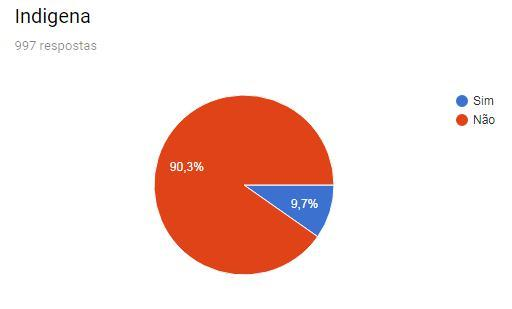 Indigena
997 respostas
Sim
Não
90,3%
9,7%